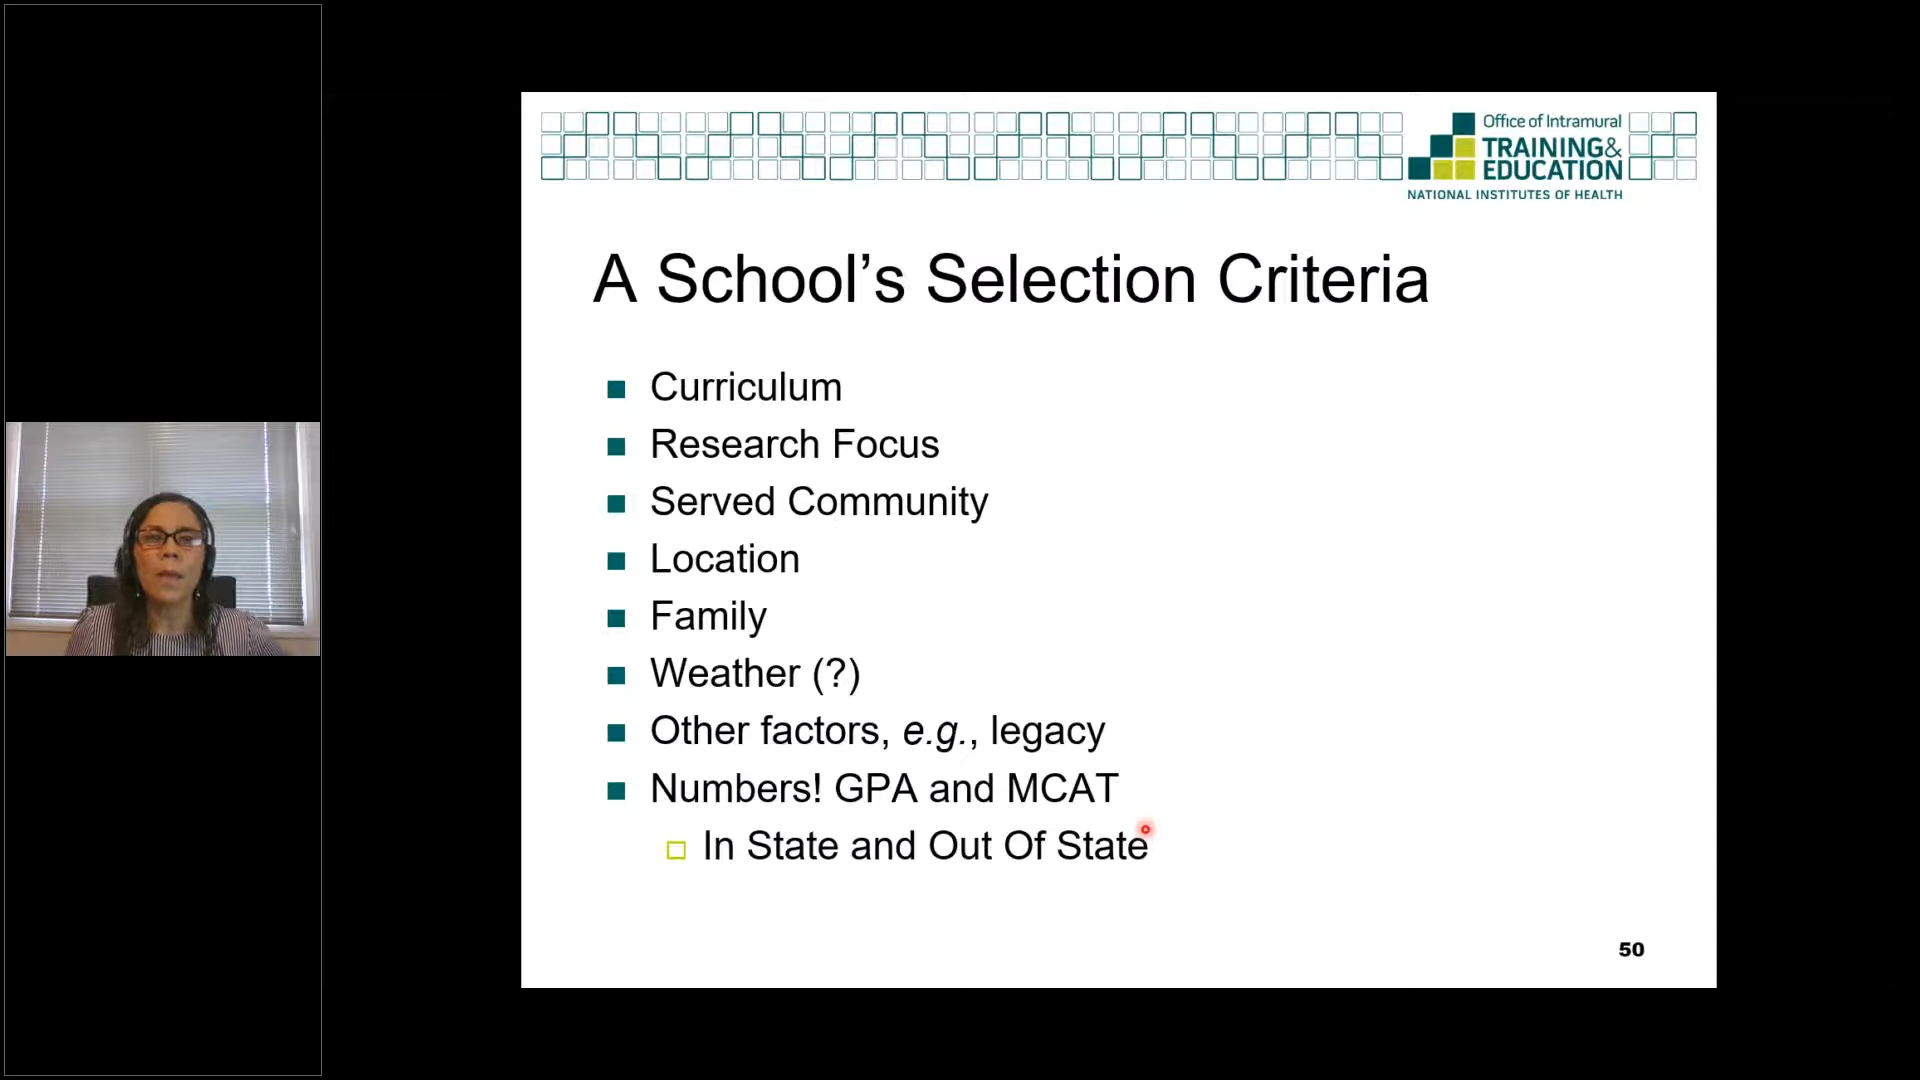 Office of Intramural
TRAINING&
EDUCATION
NATIONAL INSTITUTES OF HEALTH
A School’s Selection Criteria
Curriculum
Research Focus
Served Community
Location
Family
Weather (?)
Other factors, e.g., legacy
Numbers! GPA and MCAT
In State and Out Of State
50